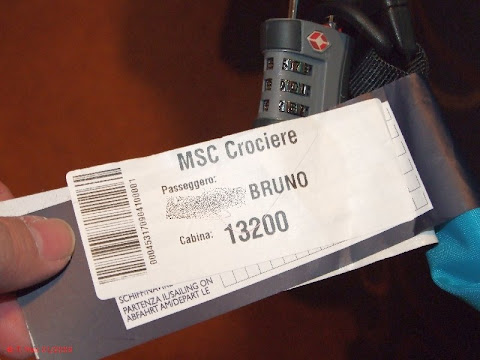 MSC Crociere
Passeggero:
BRUNO
Cabina: 13200
PARTENZA IL/SAILING ON
ABFAHRT AM/DEPART LE